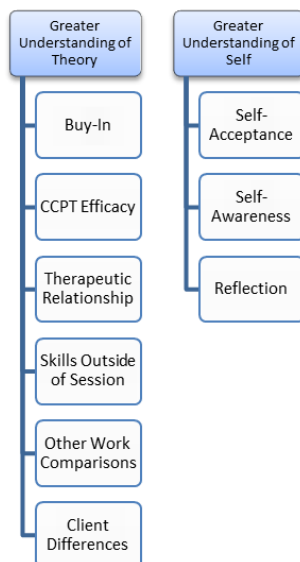 Greater
Understanding of
Theory
Buy-In
CCPT Efficacy
Therapeutic
Relationship
Skills Outside
of Session
Other Work
Comparisons
Client
Differences
Greater
Understanding of
Self
Self-
Acceptance
Self-
Awareness
Reflection